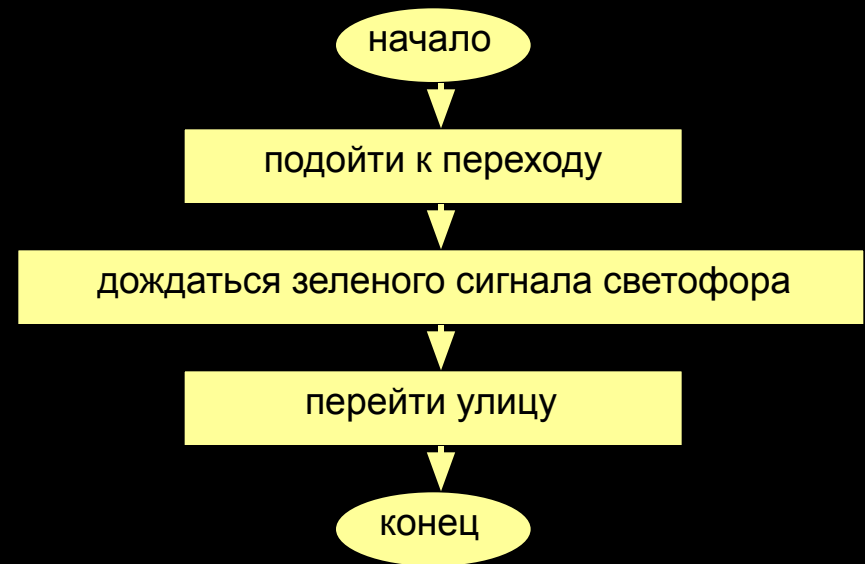 начало
подойти к переходу
дождаться зеленого сигнала светофора
перейти улицу
конец